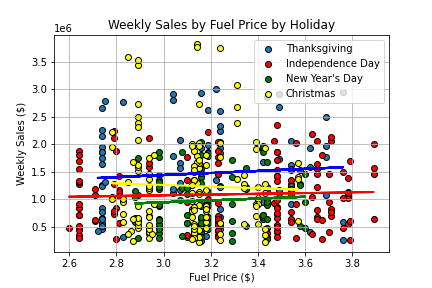 Weekly Sales by Fuel Price by Holiday
1e6
Thanksgiving
Independence Day
New Year's Day
Christmas
Weekly Sales ($)
3.5
3.0
2.5
2.0
1.5
1.0
0.5
2.6 2.8 3.0 3.2 3.4 3.6 3.8
Fuel Price ($)